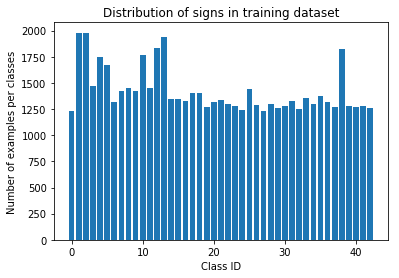 Distribution of signs in training dataset
Number of examples per classes
2000
1750
1500
1250
1000
750
500
250
0
0 10 20 30 40
Class ID